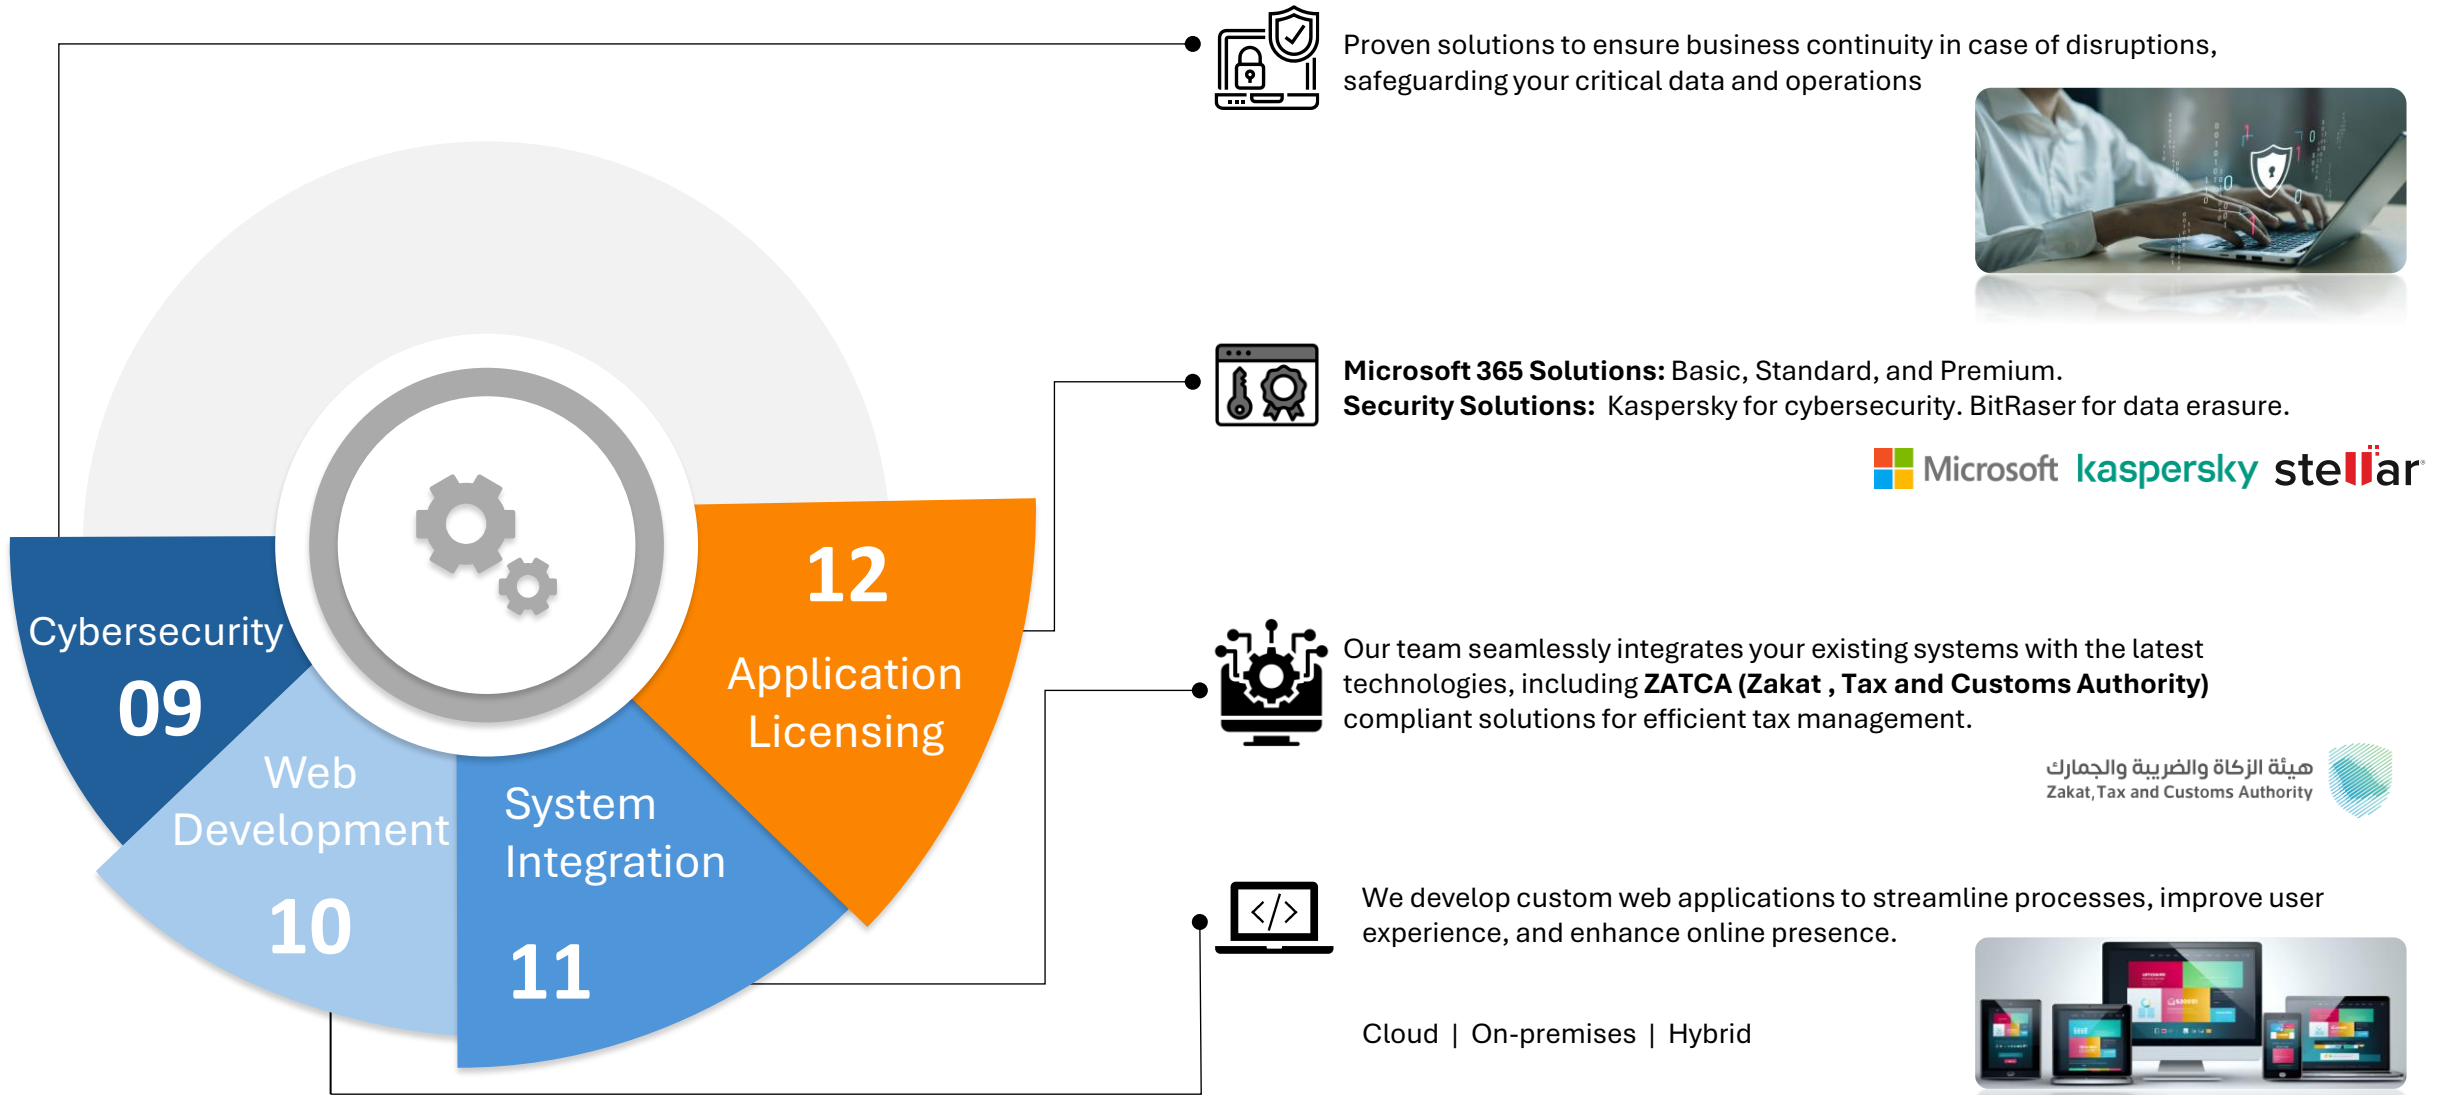 Proven solutions to ensure business continuity in case of disruptions,
safeguarding your critical data and operations
Microsoft 365 Solutions: Basic, Standard, and Premium.
Security Solutions: Kaspersky for cybersecurity. BitRaser for data erasure.
Microsoft kaspersky stellar
Our team seamlessly integrates your existing systems with the latest
technologies, including ZATCA (Zakat , Tax and Customs Authority)
compliant solutions for efficient tax management.
هيئة الزكاة والضريبة والجمارك
Zakat, Tax and Customs Authority
We develop custom web applications to streamline processes, improve user
experience, and enhance online presence.
Cloud | On-premises | Hybrid
Cybersecurity
09
Web
Development
10
System
Integration
11
12
Application
Licensing